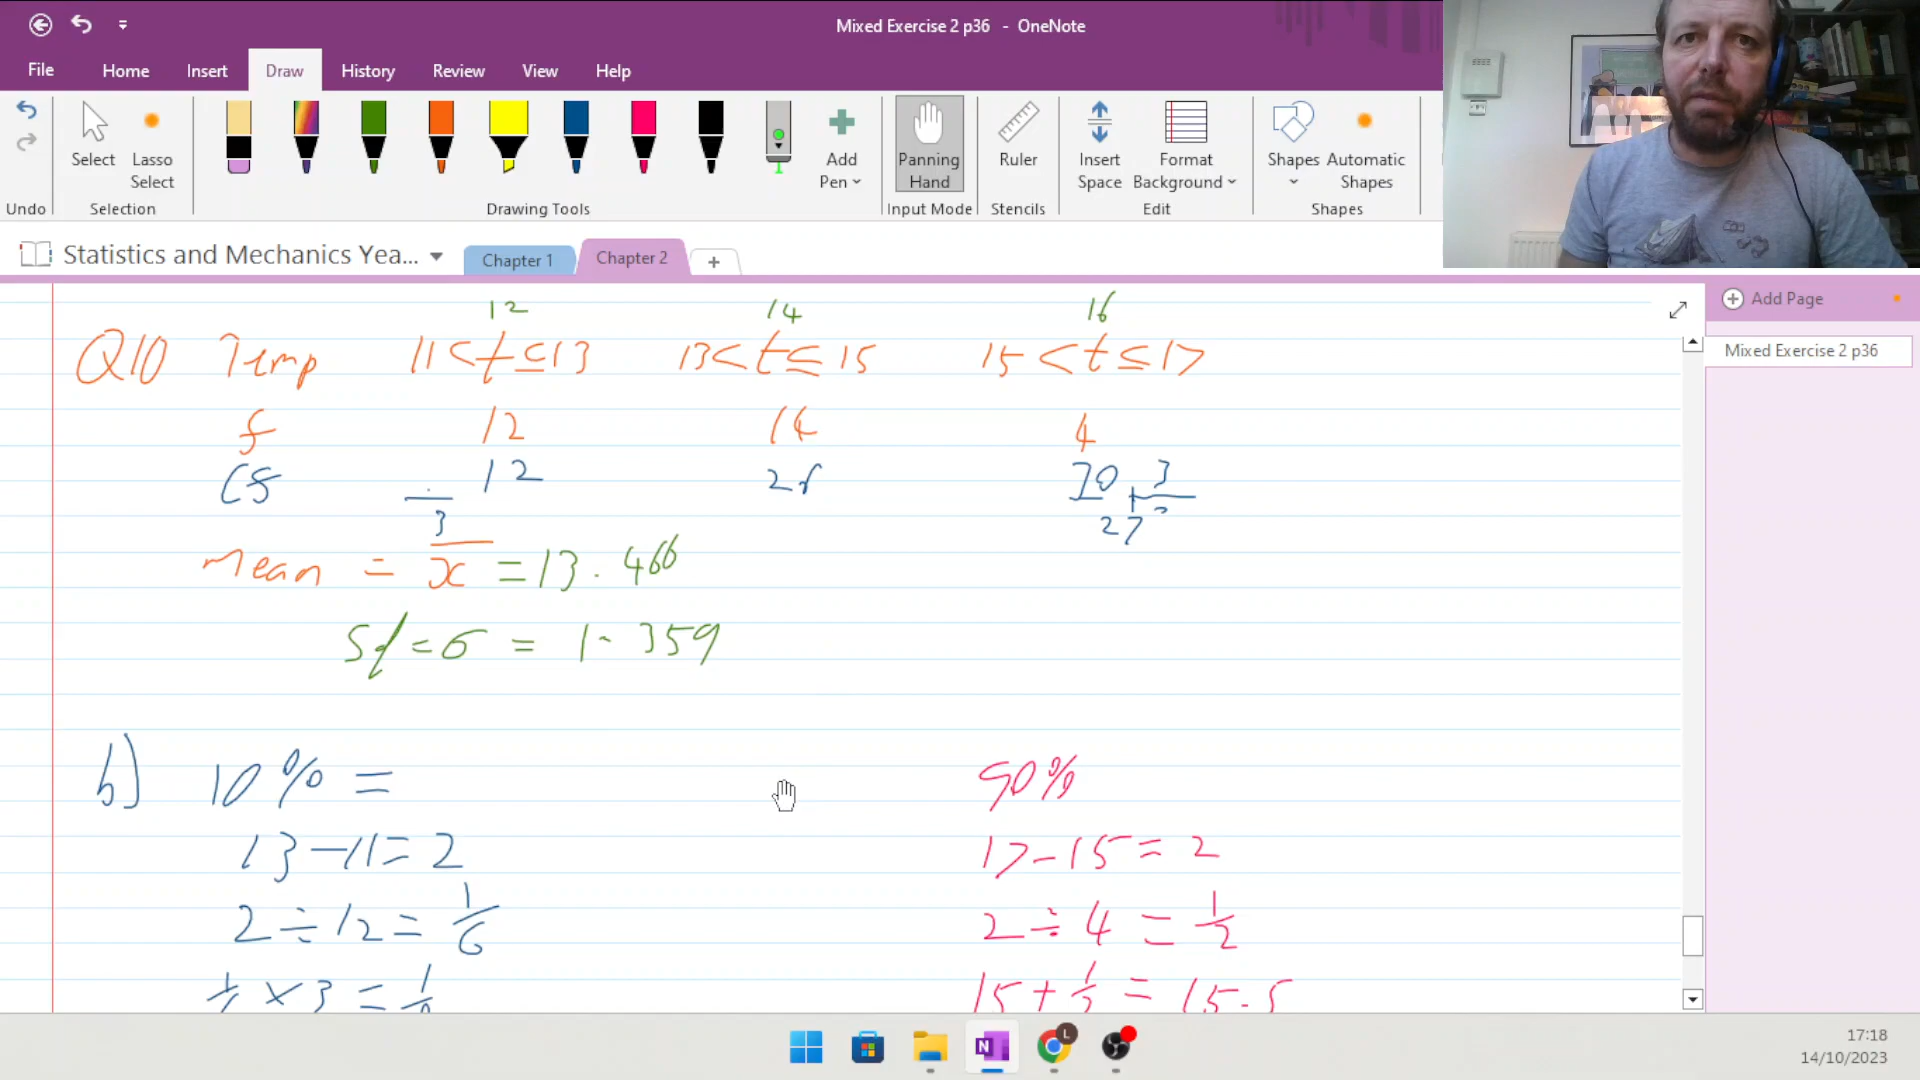 Mixed Exercise 2 p36 - OneNote
File Home Insert Draw History Review View Help
Select Lasso Select Add Pen Panning Hand Ruler Insert Space Format Background Shapes Automatic Shapes
Undo Selection Drawing Tools Input Mode Stencils Edit Shapes
Statistics and Mechanics Yea... Chapter 1 Chapter 2 +
Add Page
Mixed Exercise 2 p36
12 14 16
Q10 Temp 11 < t ≤ 13 13 < t ≤ 15 15 < t ≤ 17
f 12 14 4
12 26 30 3
3 27
Mean = x̄ = 13.466
Sd = σ = 1.359
b) 10% = 90%
13 - 11 = 2 17 - 15 = 2
2 ÷ 12 = 1/6 2 ÷ 4 = 1/2
× 3 = 15 + 1/2 = 15.5
L
17:18
14/10/2023